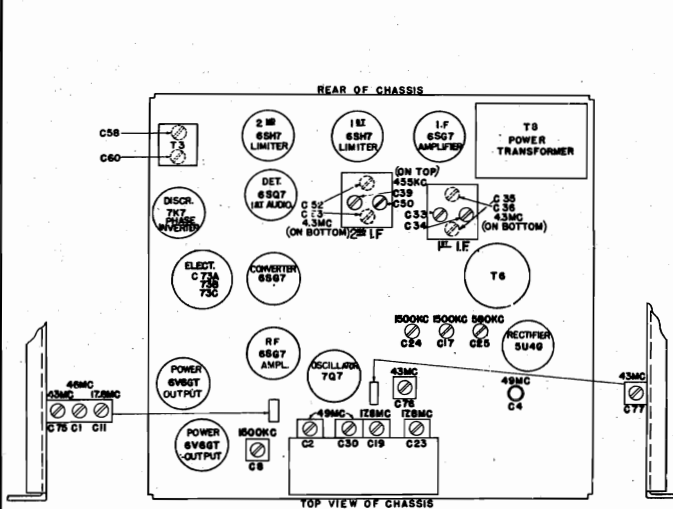 REAR OF CHASSIS
C58
C60
T3
2ND
6SH7
LIMITER
1ST
6SH7
LIMITER
I.F
6SG7
AMPLIFIER
T8
POWER
TRANSFORMER
DISCR.
7K7
PHASE
INVERTER
DET.
6SQ7
1ST AUDIO
C52
4.3MC
(ON BOTTOM)
2ND I.F.
(ON TOP)
455KC
C39
C50
C33
C34
1ST I.F.
C35
C36
4.3MC
(ON BOTTOM)
ELECT.
C 73A
73B
73C
CONVERTER
6SG7
T6
1500KC
C24
1500KC
C17
580KC
C25
RECTIFIER
5U4G
RF
6SG7
AMPL.
OSCILLATOR
7Q7
POWER
6V6GT
OUTPUT
POWER
6V6GT
OUTPUT
43MC
C76
49MC
C4
43MC
C77
43MC
C75
C1
17.8MC
C11
1500KC
C8
49MC
C2
C30
17.8MC
C19
17.8MC
C23
TOP VIEW OF CHASSIS